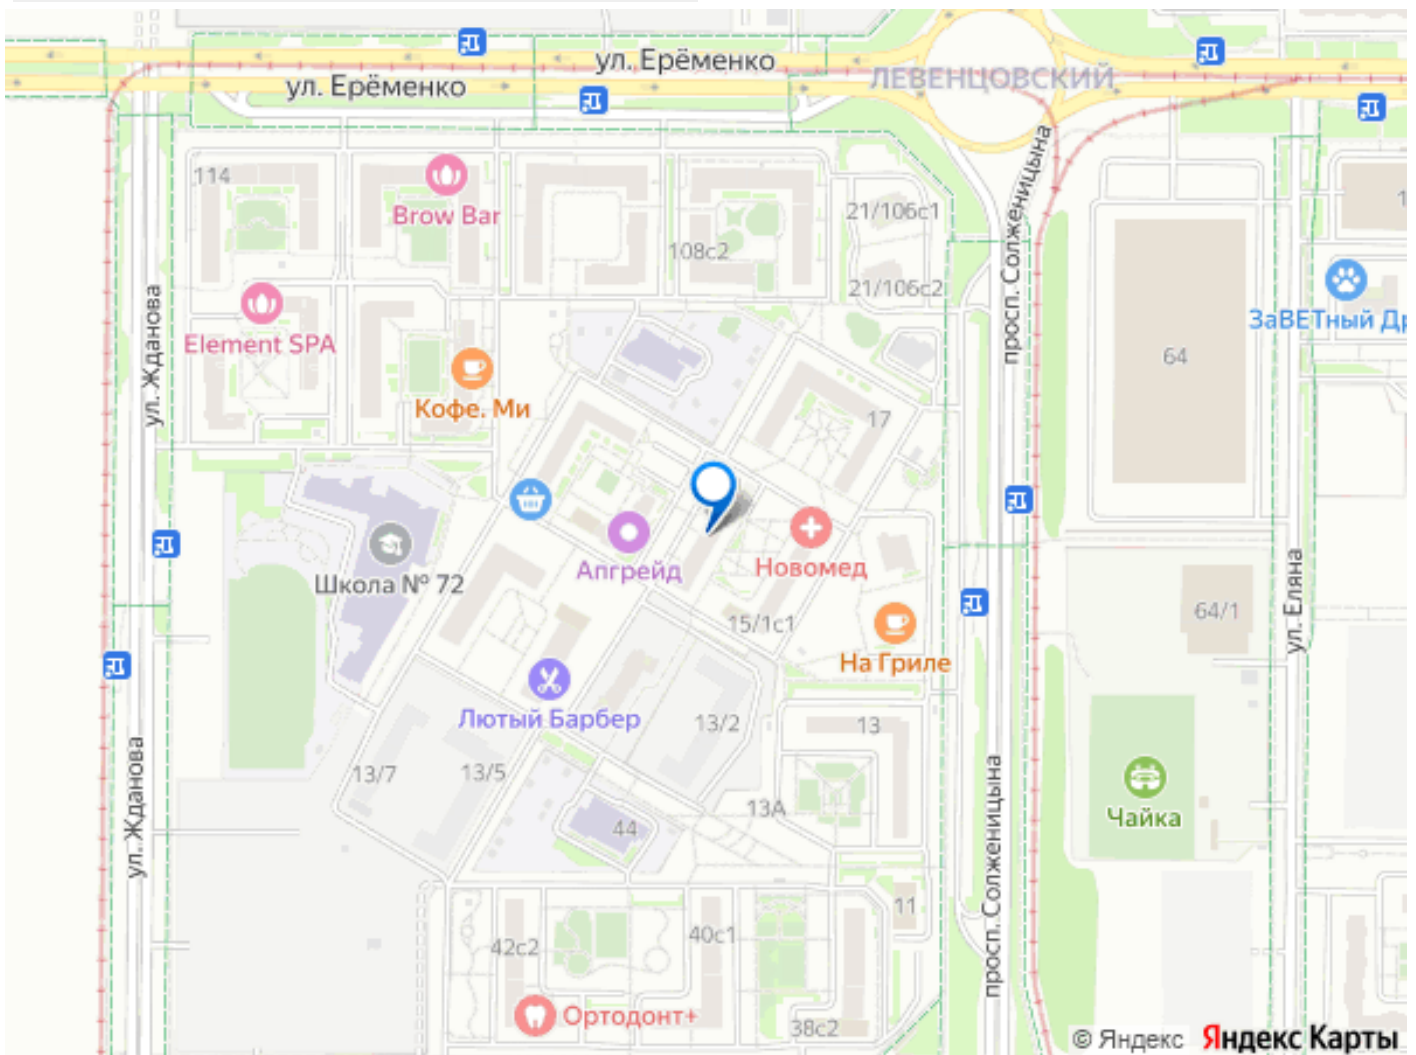 ул. Ерёменко
ул. Ерёменко
ЛЕВЕНЦОВСКИЙ
114
Brow Bar
108с2
21/106с1
21/106с2
просп. Солженицына
64
ЗаВЕТный Др
ул. Жданова
Element SPA
Кофе. Ми
17
Школа № 72
Апгрейд
Новомед
15/1с1
На Гриле
64/1
ул. Еляна
Лютый Барбер
13/2
13
13/7
13/5
13А
44
Чайка
ул. Жданова
просп. Солженицына
11
42с2
40с1
Ортодонт+
38с2
© Яндекс Яндекс Карты